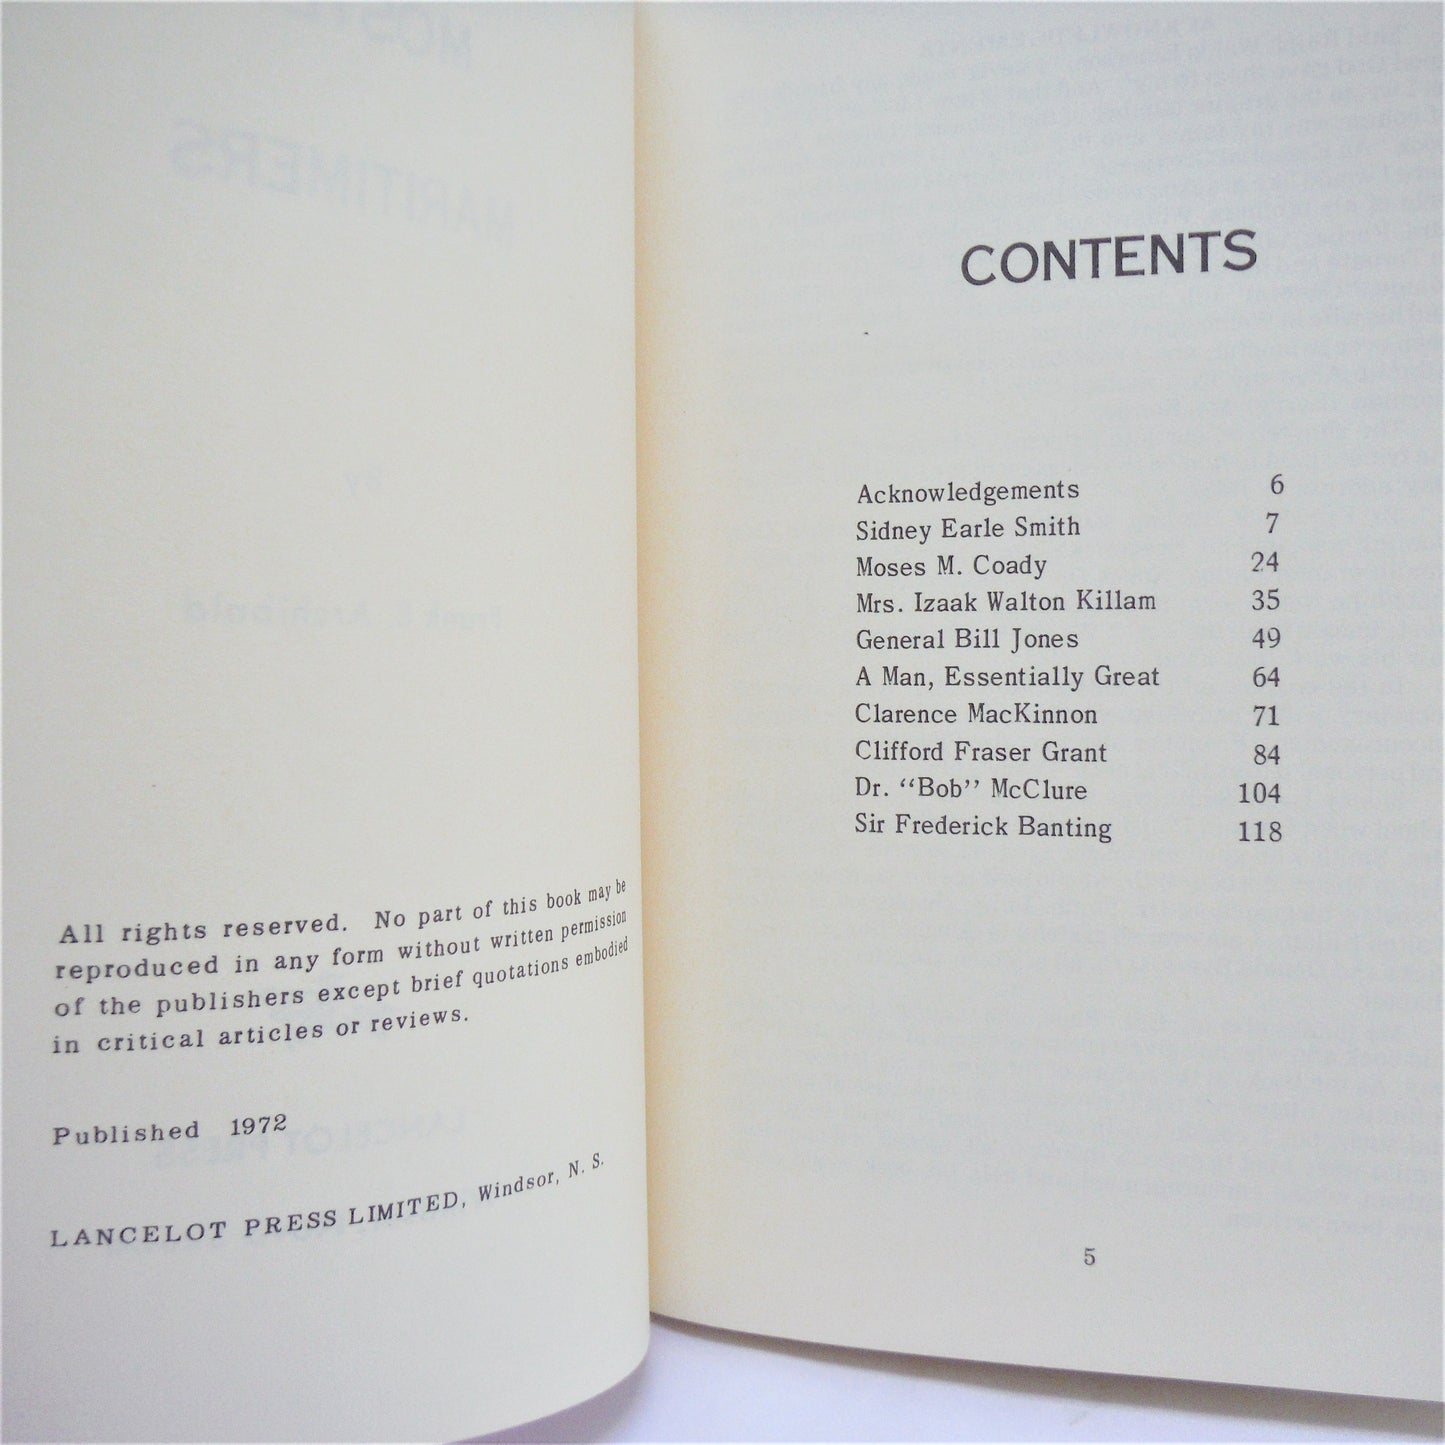 All rights reserved. No part of this book may be
reproduced in any form without written permission
of the publishers except brief quotations embodied
in critical articles or reviews.
Published 1972
LANCELOT PRESS LIMITED, Windsor, N. S.
CONTENTS
Acknowledgements 6
Sidney Earle Smith 7
Moses M. Coady 24
Mrs. Izaak Walton Killam 35
General Bill Jones 49
A Man, Essentially Great 64
Clarence MacKinnon 71
Clifford Fraser Grant 84
Dr. “Bob” McClure 104
Sir Frederick Banting 118
5